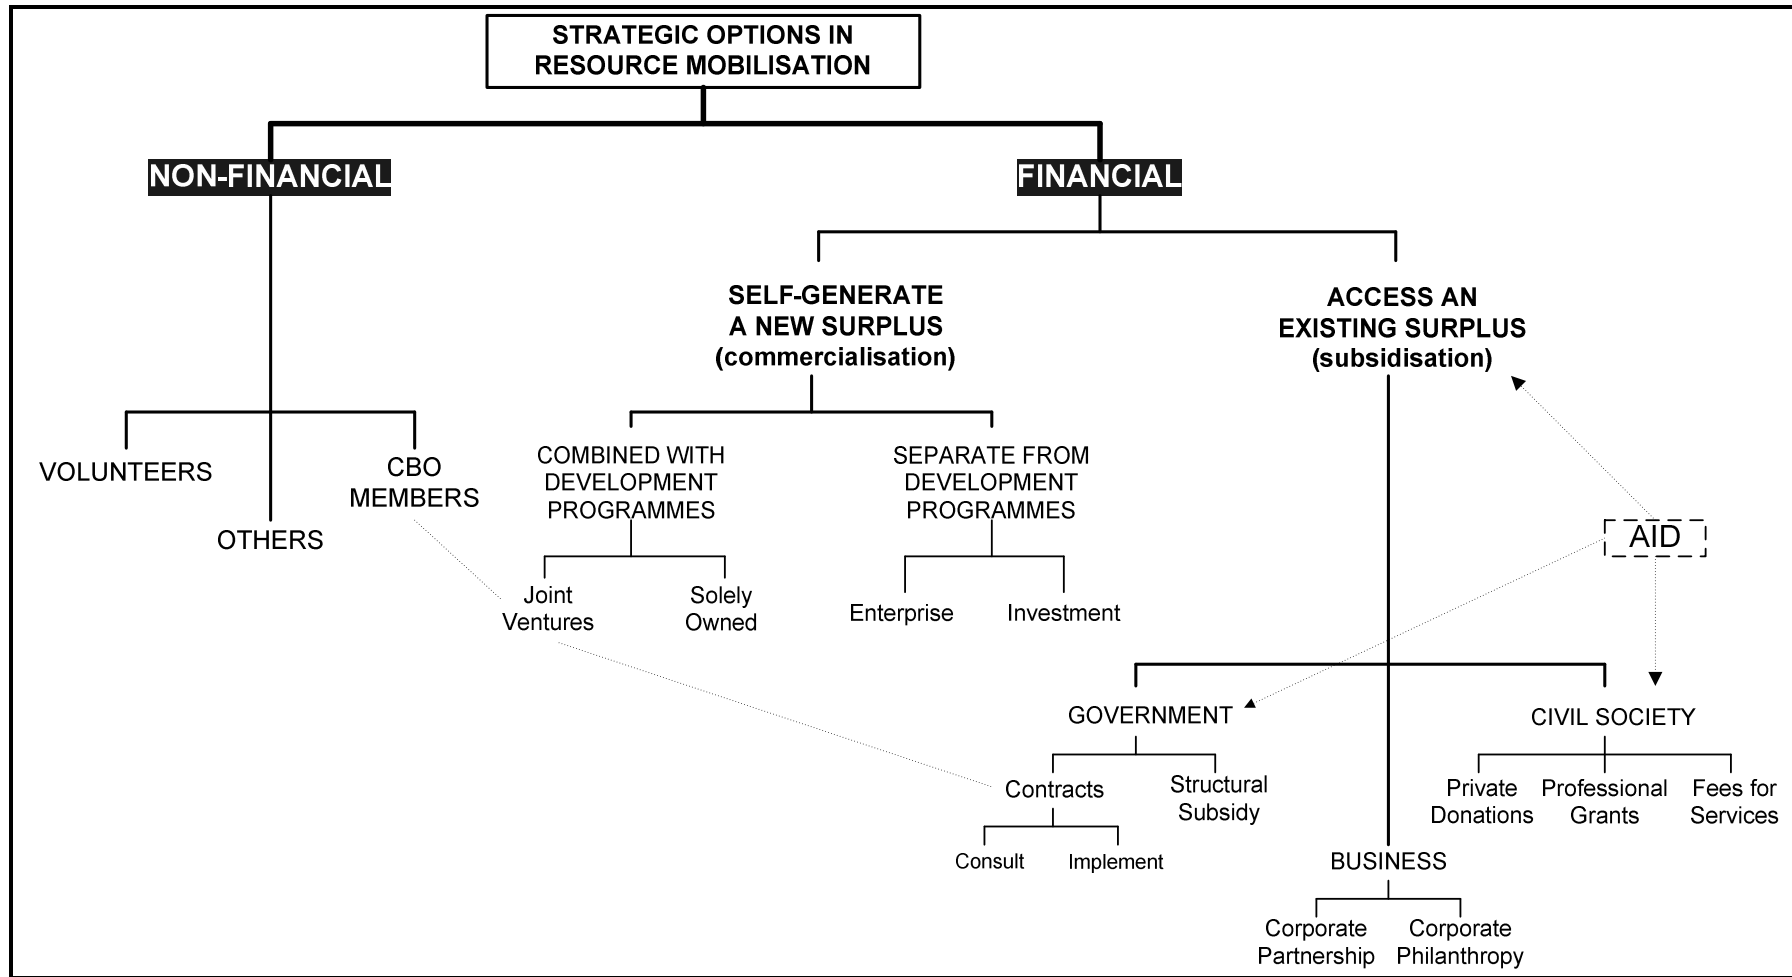 STRATEGIC OPTIONS IN
RESOURCE MOBILISATION
NON-FINANCIAL
FINANCIAL
SELF-GENERATE
A NEW SURPLUS
(commercialisation)
ACCESS AN
EXISTING SURPLUS
(subsidisation)
VOLUNTEERS
OTHERS
CBO
MEMBERS
COMBINED WITH
DEVELOPMENT
PROGRAMMES
SEPARATE FROM
DEVELOPMENT
PROGRAMMES
AID
Joint
Ventures
Solely
Owned
Enterprise
Investment
GOVERNMENT
CIVIL SOCIETY
Contracts
Structural
Subsidy
Private
Donations
Professional
Grants
Fees for
Services
Consult
Implement
BUSINESS
Corporate
Partnership
Corporate
Philanthropy